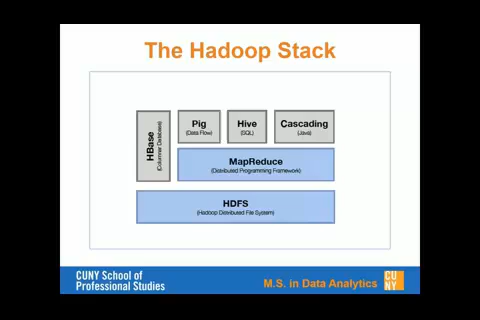 The Hadoop Stack
HBase
(Columnar Database)
Pig
(Data Flow)
Hive
(SQL)
Cascading
(Java)
MapReduce
(Distributed Programming Framework)
HDFS
(Hadoop Distributed File System)
CUNY School of
Professional Studies
M.S. in Data Analytics
CU
NY